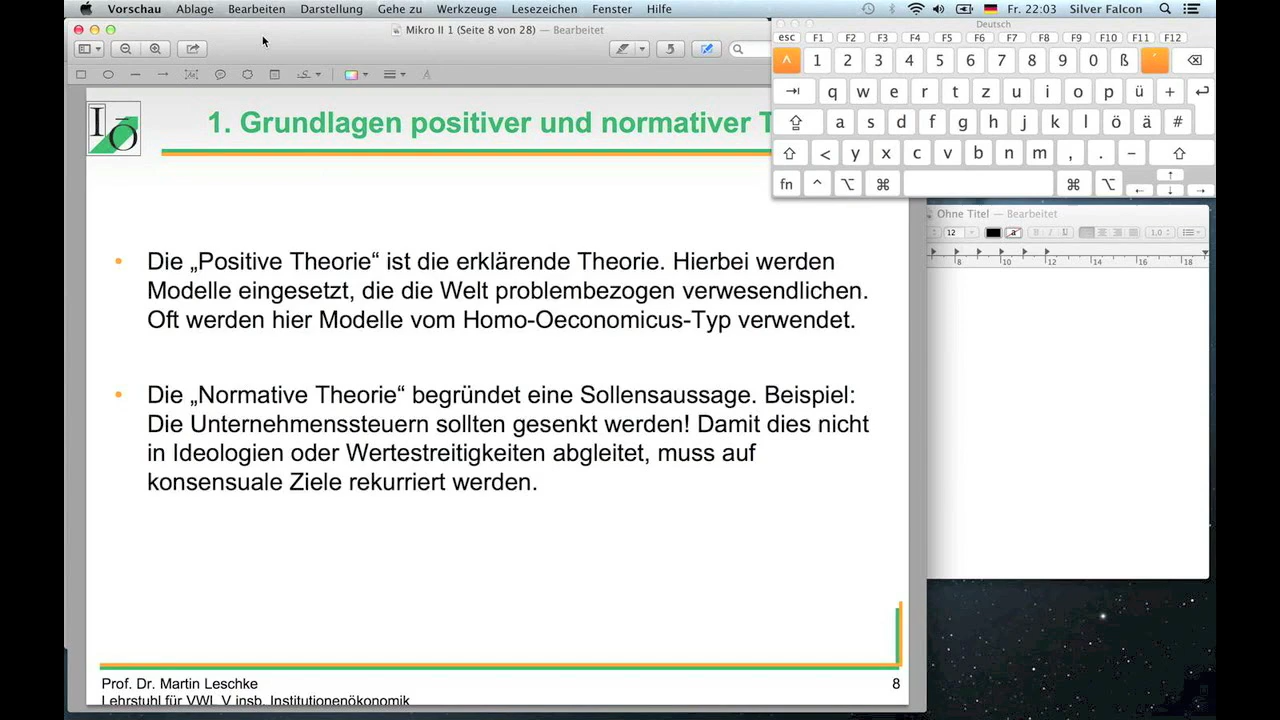 Vorschau Ablage Bearbeiten Darstellung Gehe zu Werkzeuge Lesezeichen Fenster Hilfe Fr. 22:03 Silver Falcon
Mikro II 1 (Seite 8 von 28) — Bearbeitet
Deutsch
esc F1 F2 F3 F4 F5 F6 F7 F8 F9 F10 F11 F12
^ 1 2 3 4 5 6 7 8 9 0 ß ´
q w e r t z u i o p ü +
a s d f g h j k l ö ä #
< y x c v b n m , . -
fn ^ ⌥ ⌘ ⌘ ⌥
Ohne Titel — Bearbeitet
12 B I U 1,0
8 10 12 14 16 18
IÖ
1. Grundlagen positiver und normativer T
• Die „Positive Theorie“ ist die erklärende Theorie. Hierbei werden
Modelle eingesetzt, die die Welt problembezogen verwesendlichen.
Oft werden hier Modelle vom Homo-Oeconomicus-Typ verwendet.
• Die „Normative Theorie“ begründet eine Sollensaussage. Beispiel:
Die Unternehmenssteuern sollten gesenkt werden! Damit dies nicht
in Ideologien oder Wertestreitigkeiten abgleitet, muss auf
konsensuale Ziele rekurriert werden.
Prof. Dr. Martin Leschke
8
Lehrstuhl für VWL V insb. Institutionenökonomik